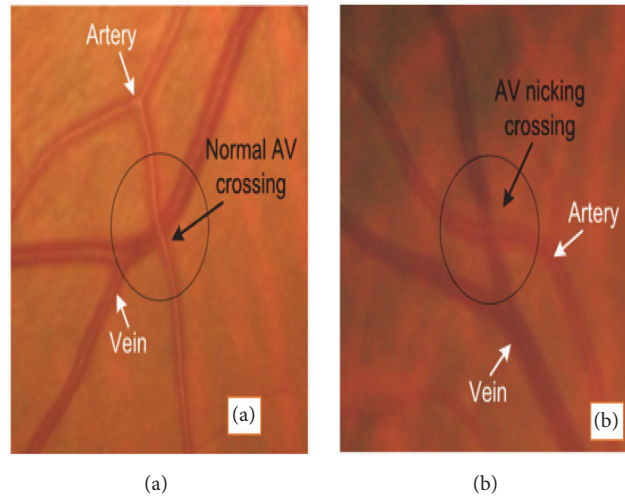 Artery
Normal AV
crossing
Vein
(a)
AV nicking
crossing
Artery
Vein
(b)
(a)
(b)